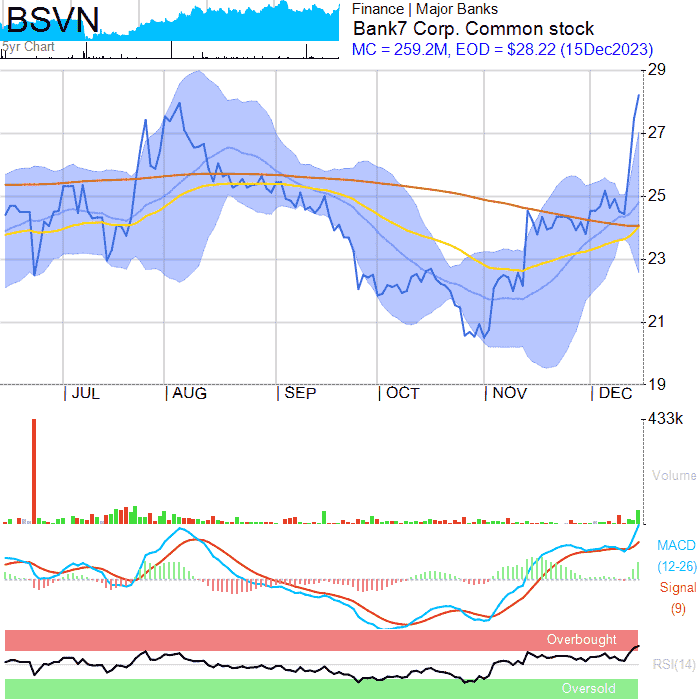 BSVN
5yr Chart
Finance | Major Banks
Bank7 Corp. Common stock
MC = 259.2M, EOD = $28.22 (15Dec2023)
29
27
25
23
21
19
JUL AUG SEP OCT NOV DEC
433k
Volume
MACD
(12-26)
Signal
(9)
Overbought
RSI(14)
Oversold